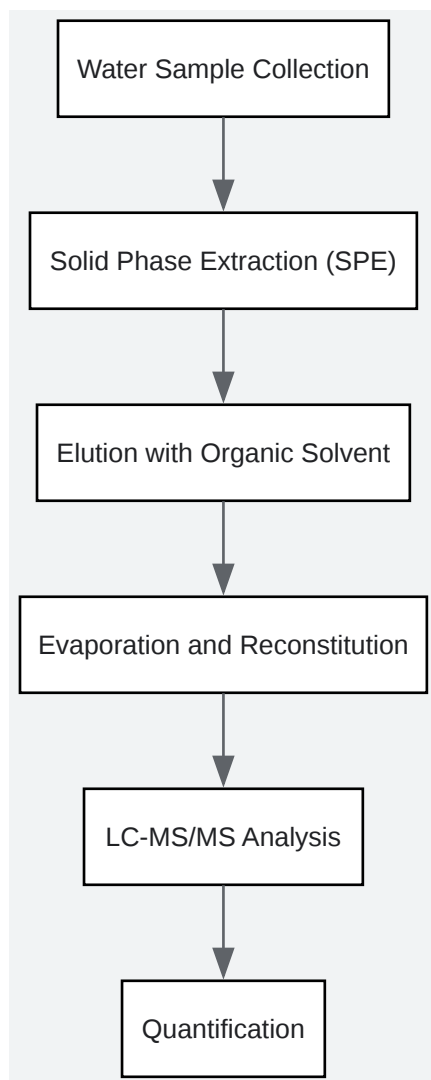 Water Sample Collection
Solid Phase Extraction (SPE)
Elution with Organic Solvent
Evaporation and Reconstitution
LC-MS/MS Analysis
Quantification